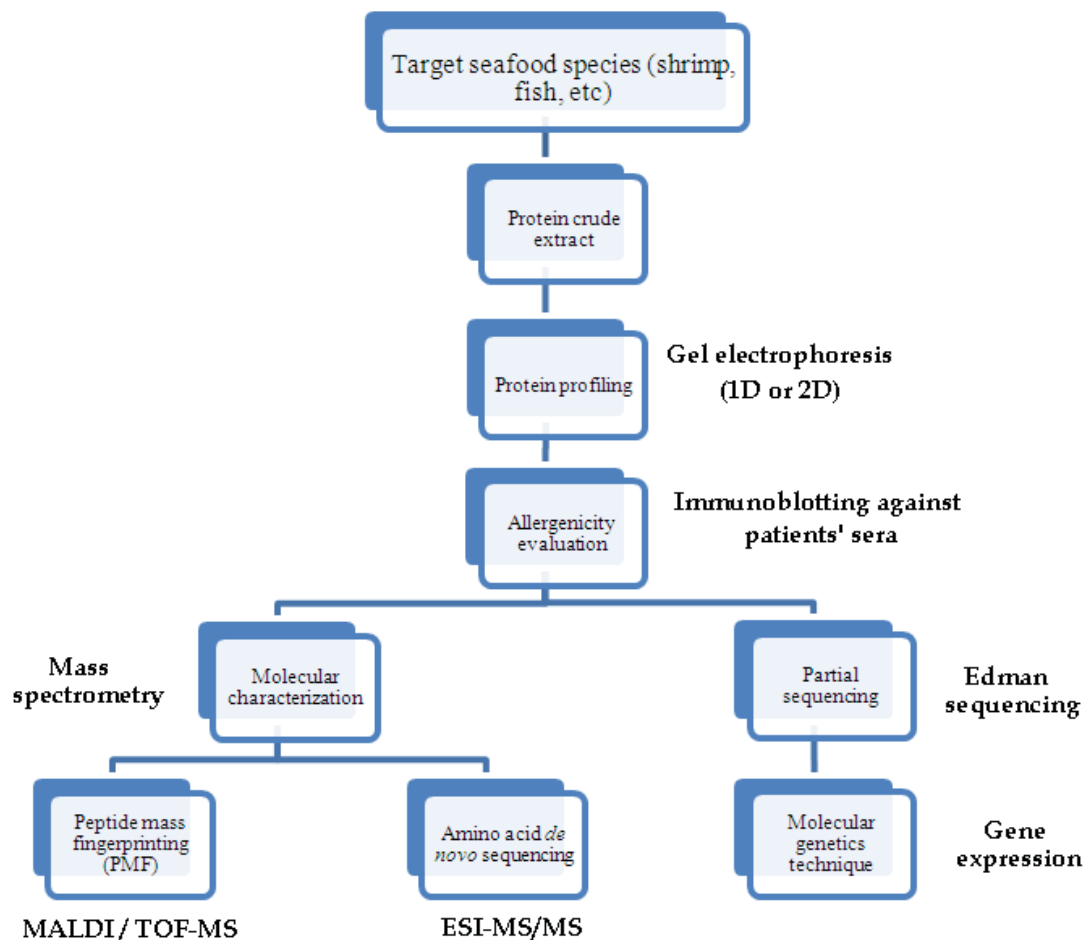 Target seafood species (shrimp,
fish, etc)
Protein crude
extract
Protein profiling
Gel electrophoresis
(1D or 2D)
Allergenicity
evaluation
Immunoblotting against
patients' sera
Mass
spectrometry
Molecular
characterization
Partial
sequencing
Edman
sequencing
Peptide mass
fingerprinting
(PMF)
Amino acid de
novo sequencing
Molecular
genetics
technique
Gene
expression
MALDI / TOF-MS
ESI-MS/MS